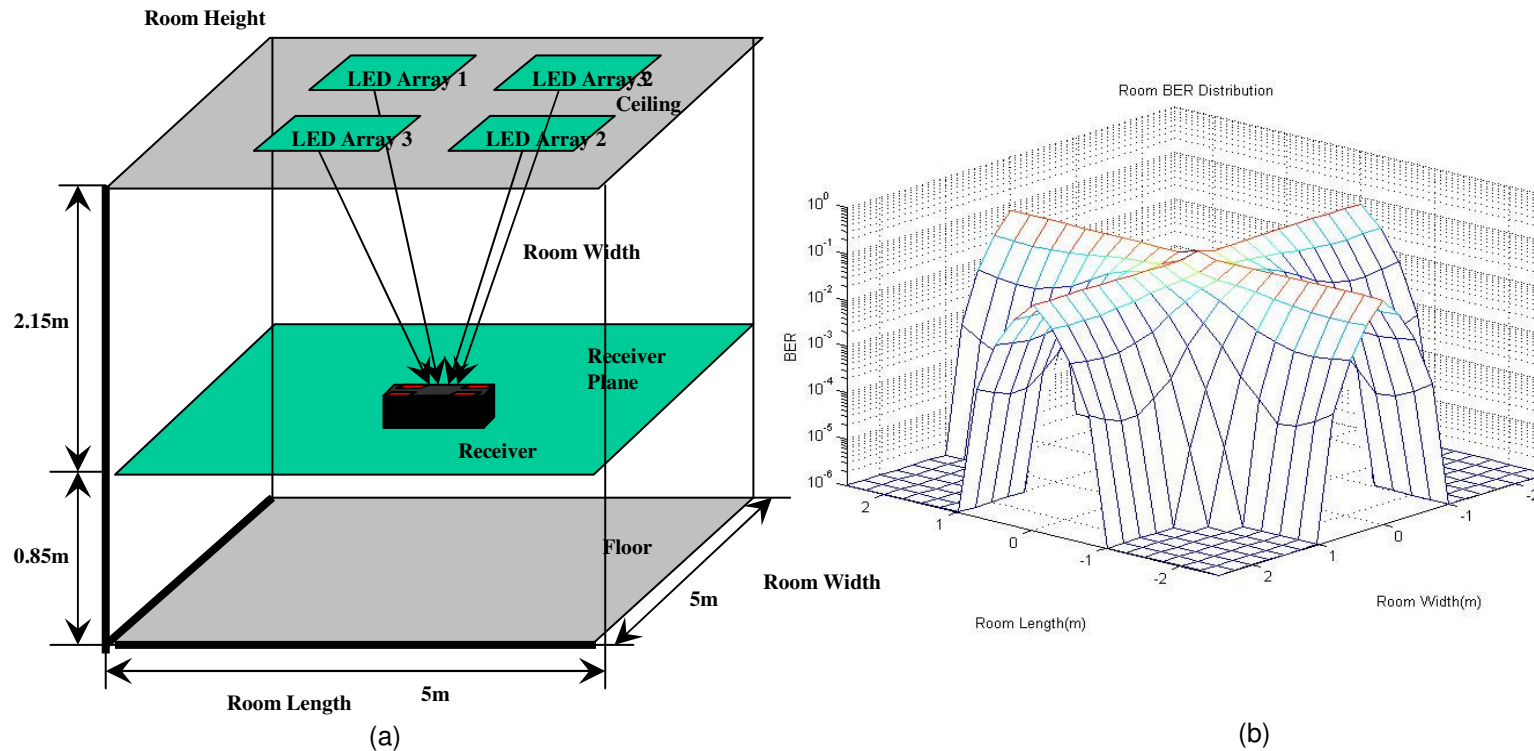 Room Height
LED Array 1
LED Array
Ceiling
LED Array 3
LED Array 2
Room Width
2.15m
Receiver
Plane
Receiver
0.85m
Floor
Room Width
5m
5m
Room Length
(a)
Room BER Distribution
10^0
10^-1
10^-2
10^-3
10^-4
10^-5
10^-6
BER
2
1
0
-1
-2
Room Length(m)
2
1
0
-1
-2
Room Width(m)
(b)